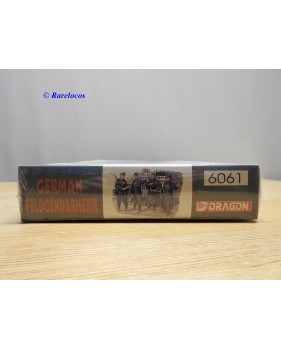 © Rarelocos
GERMAN
FELDGENDARMERIE
6061
DRAGON